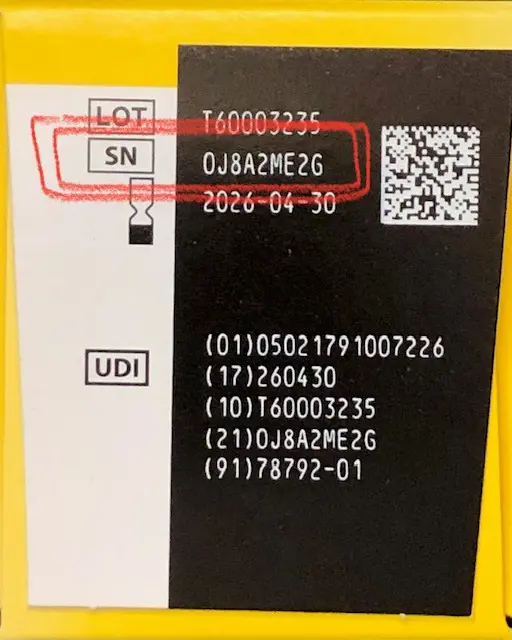 LOT T60003235
SN 0J8A2ME2G
2026-04-30
UDI
(01)05021791007226
(17)260430
(10)T60003235
(21)0J8A2ME2G
(91)78792-01